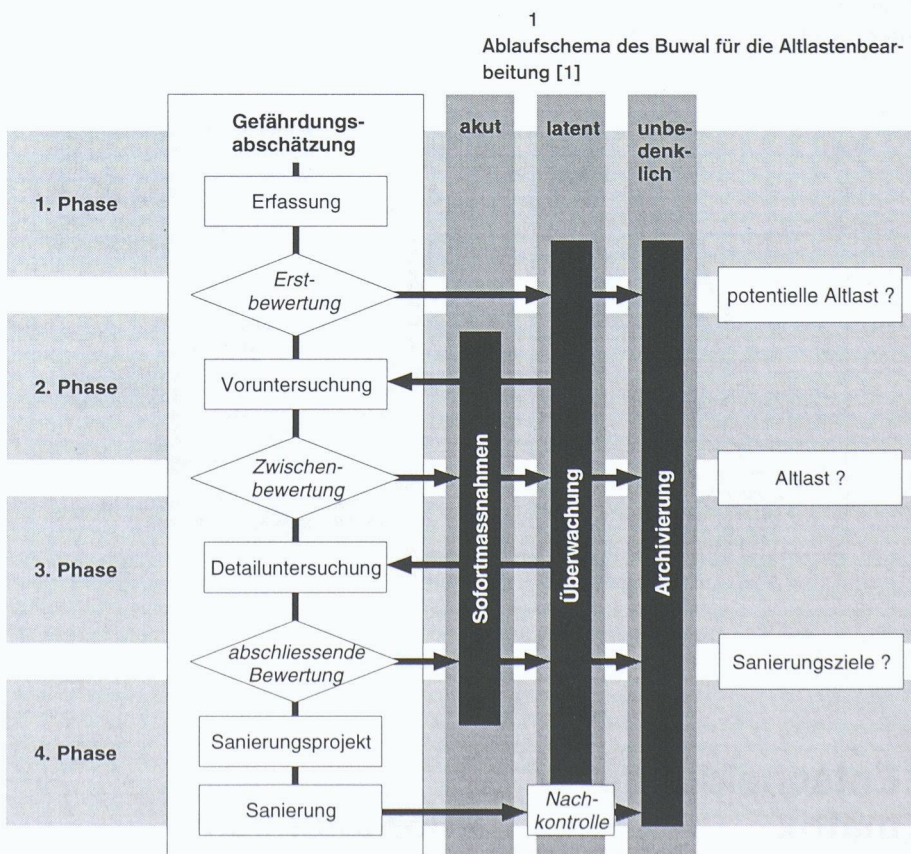 1
Ablaufschema des Buwal für die Altlastenbear-
beitung [1]
Gefährdungs-
abschätzung
akut
latent
unbe-
denk-
lich
1. Phase
Erfassung
Erst-
bewertung
potentielle Altlast ?
2. Phase
Voruntersuchung
Zwischen-
bewertung
Altlast ?
3. Phase
Detailuntersuchung
Sofortmassnahmen
Überwachung
Archivierung
abschliessende
Bewertung
Sanierungsziele ?
4. Phase
Sanierungsprojekt
Sanierung
Nach-
kontrolle